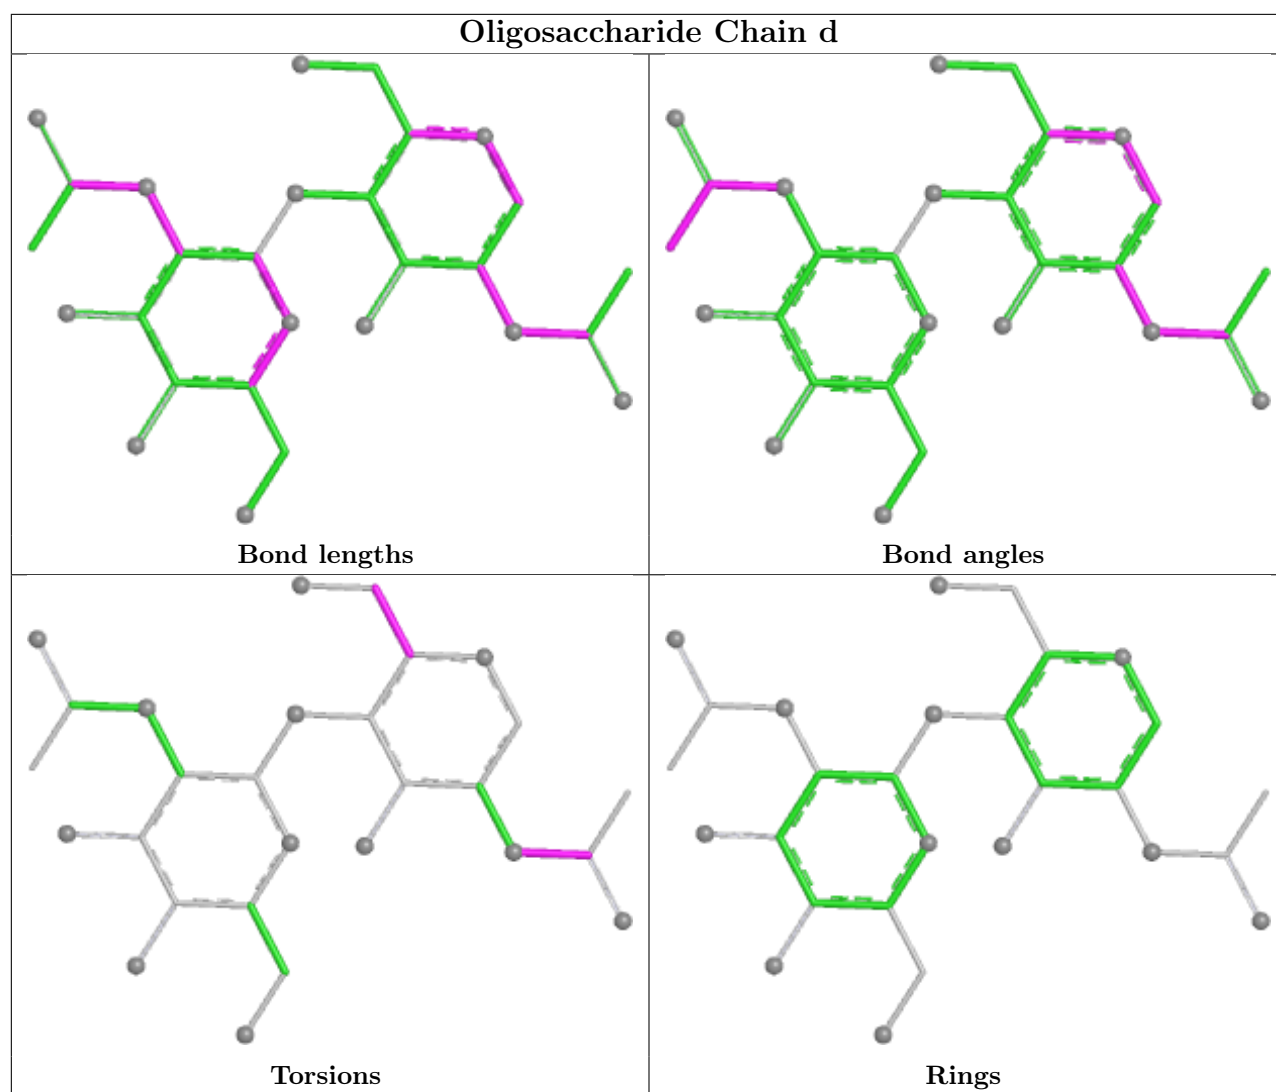 Oligosaccharide Chain d
Bond lengths
Bond angles
Torsions
Rings